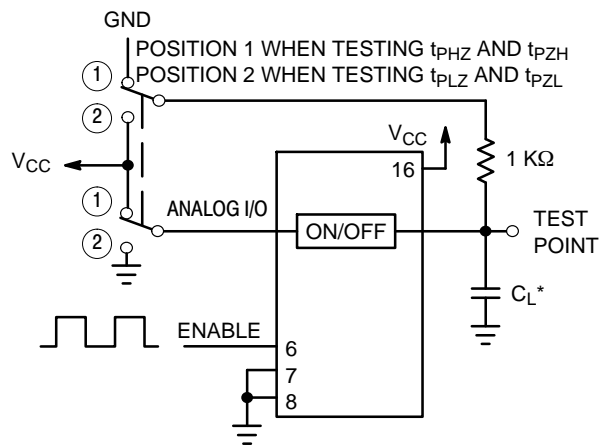 GND
POSITION 1 WHEN TESTING tPHZ AND tPZH
POSITION 2 WHEN TESTING tPLZ AND tPZL
1
2
VCC
VCC
16
1 KΩ
1
2
ANALOG I/O
ON/OFF
TEST
POINT
CL*
ENABLE
6
7
8